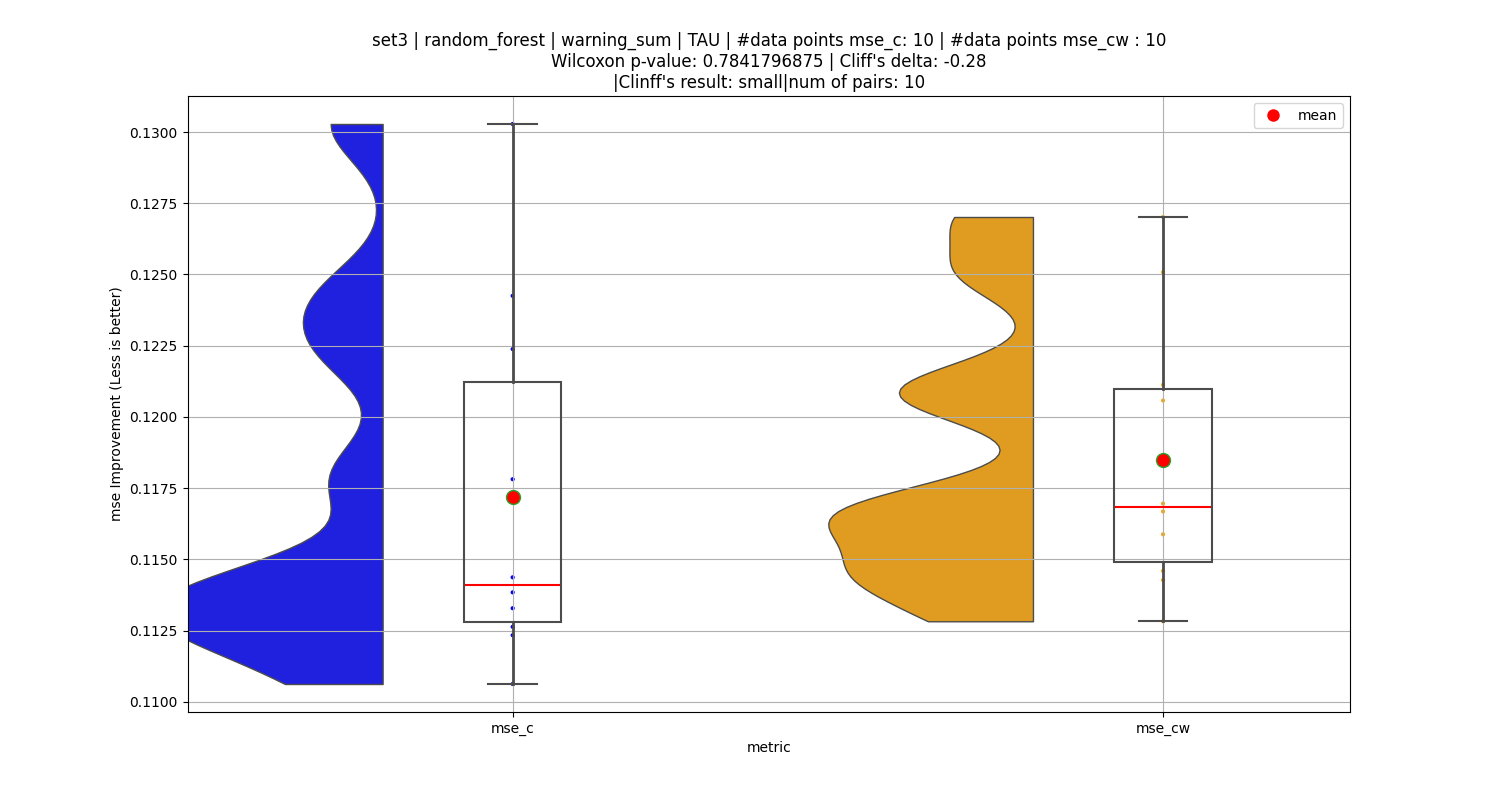 set3 | random_forest | warning_sum | TAU | #data points mse_c: 10 | #data points mse_cw : 10
Wilcoxon p-value: 0.7841796875 | Cliff's delta: -0.28
|Clinff's result: small|num of pairs: 10
mean
mse Improvement (Less is better)
0.1300
0.1275
0.1250
0.1225
0.1200
0.1175
0.1150
0.1125
0.1100
mse_c
mse_cw
metric